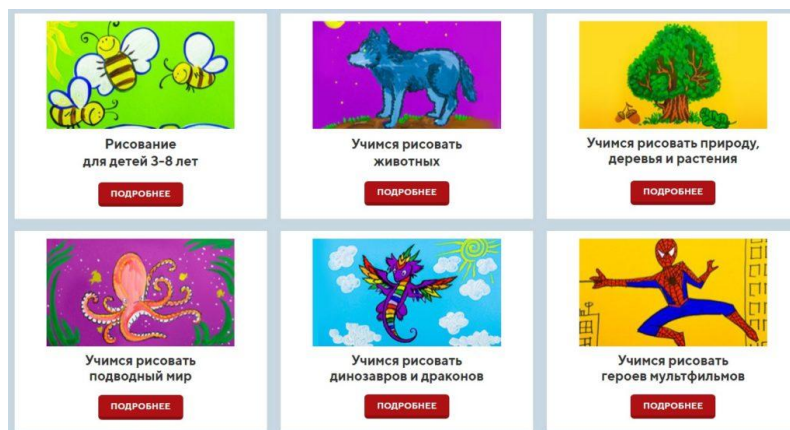 Рисование
для детей 3-8 лет
ПОДРОБНЕЕ
Учимся рисовать
животных
ПОДРОБНЕЕ
Учимся рисовать природу,
деревья и растения
ПОДРОБНЕЕ
Учимся рисовать
подводный мир
ПОДРОБНЕЕ
Учимся рисовать
динозавров и драконов
ПОДРОБНЕЕ
Учимся рисовать
героев мультфильмов
ПОДРОБНЕЕ